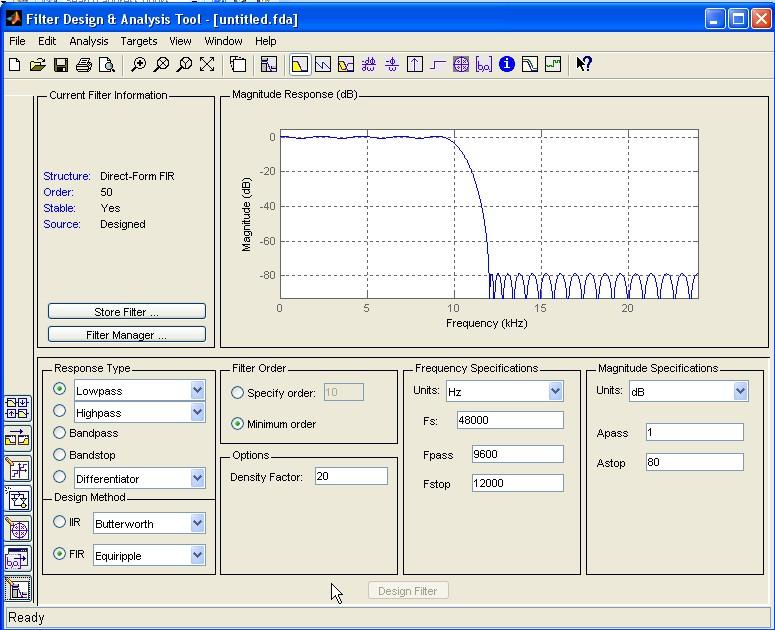 Filter Design & Analysis Tool - [untitled.fda]
File Edit Analysis Targets View Window Help
Current Filter Information
Structure: Direct-Form FIR
Order: 50
Stable: Yes
Source: Designed
Store Filter ...
Filter Manager ...
Magnitude Response (dB)
Magnitude (dB)
0
-20
-40
-60
-80
0 5 10 15 20
Frequency (kHz)
Response Type
Lowpass
Highpass
Bandpass
Bandstop
Differentiator
Design Method
IIR Butterworth
FIR Equiripple
Filter Order
Specify order: 10
Minimum order
Options
Density Factor: 20
Frequency Specifications
Units: Hz
Fs: 48000
Fpass 9600
Fstop 12000
Magnitude Specifications
Units: dB
Apass 1
Astop 80
Design Filter
Ready